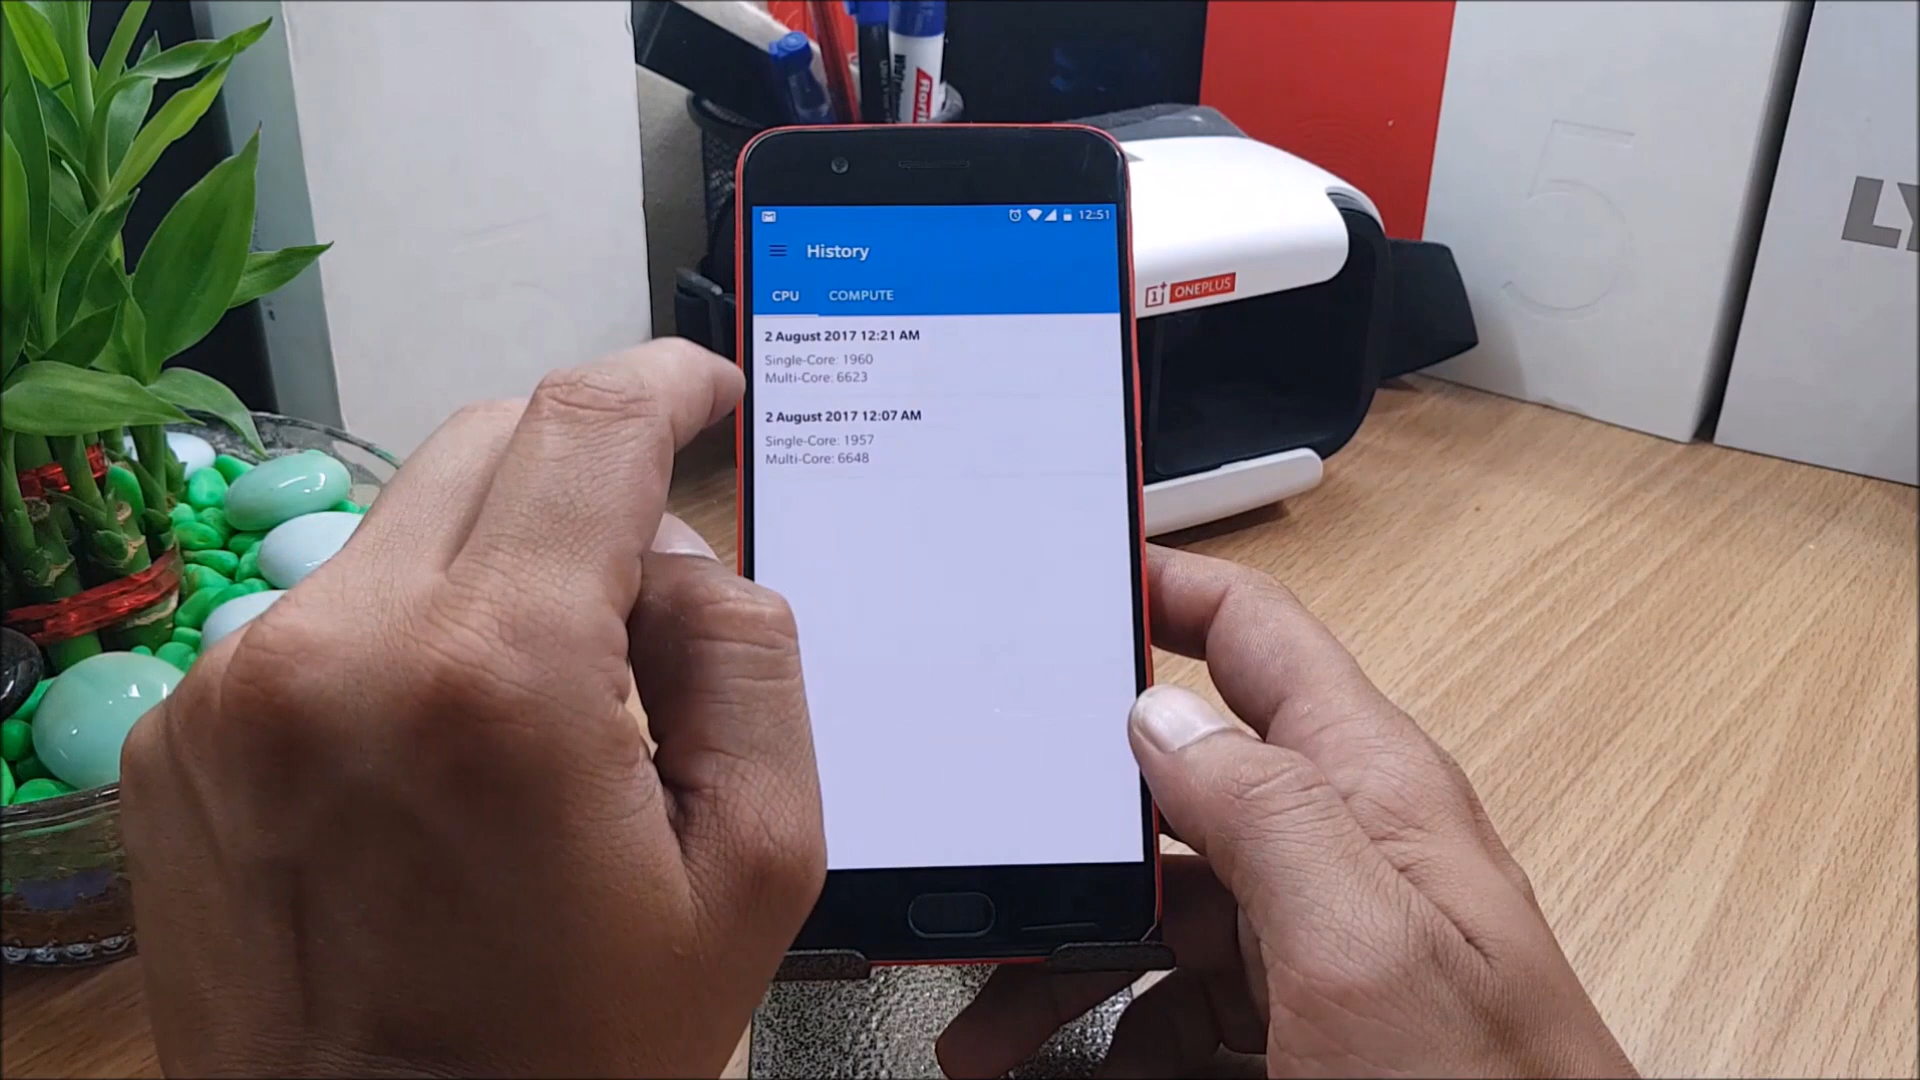 12:51
History
CPU COMPUTE
2 August 2017 12:21 AM
Single-Core: 1960
Multi-Core: 6623
2 August 2017 12:07 AM
Single-Core: 1957
Multi-Core: 6648
ONEPLUS
5